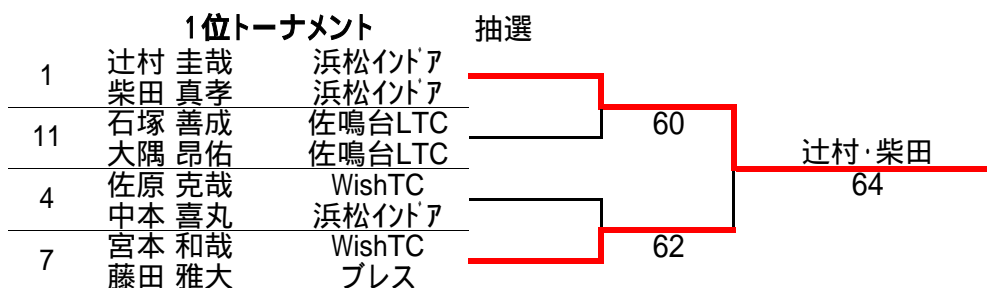 1位トーナメント 抽選
1 辻村 圭哉 浜松インドア
柴田 真孝 浜松インドア
11 石塚 善成 佐鳴台LTC 60
大隅 昂佑 佐鳴台LTC 辻村・柴田
4 佐原 克哉 WishTC 64
中本 喜丸 浜松インドア
7 宮本 和哉 WishTC 62
藤田 雅大 ブレス